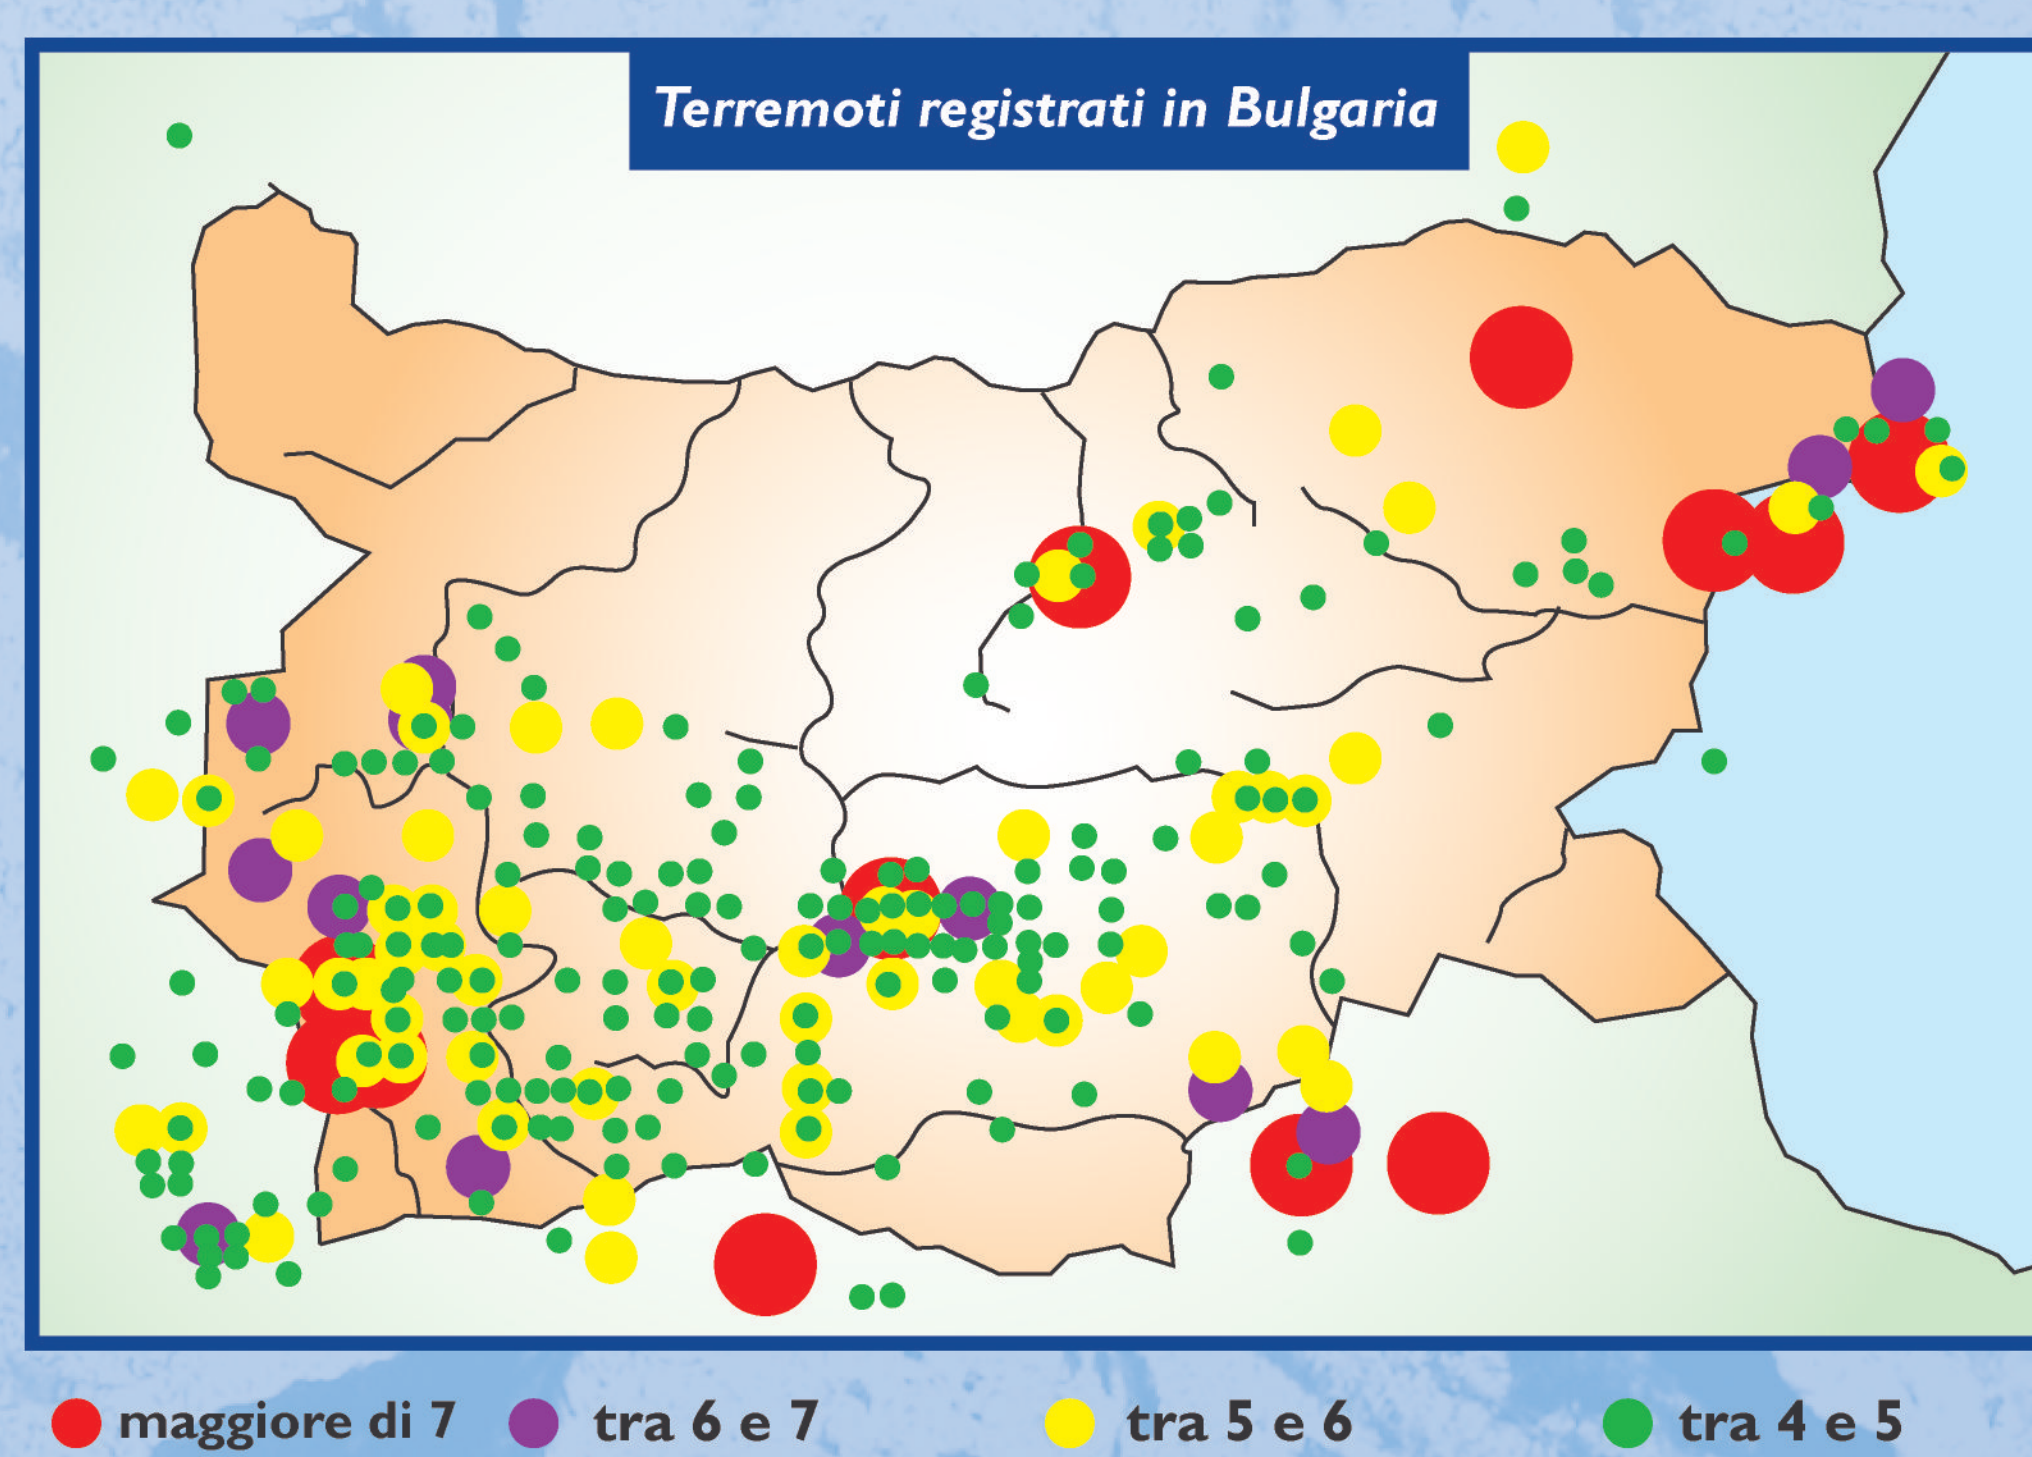 Terremoti registrati in Bulgaria
maggiore di 7
tra 6 e 7
tra 5 e 6
tra 4 e 5